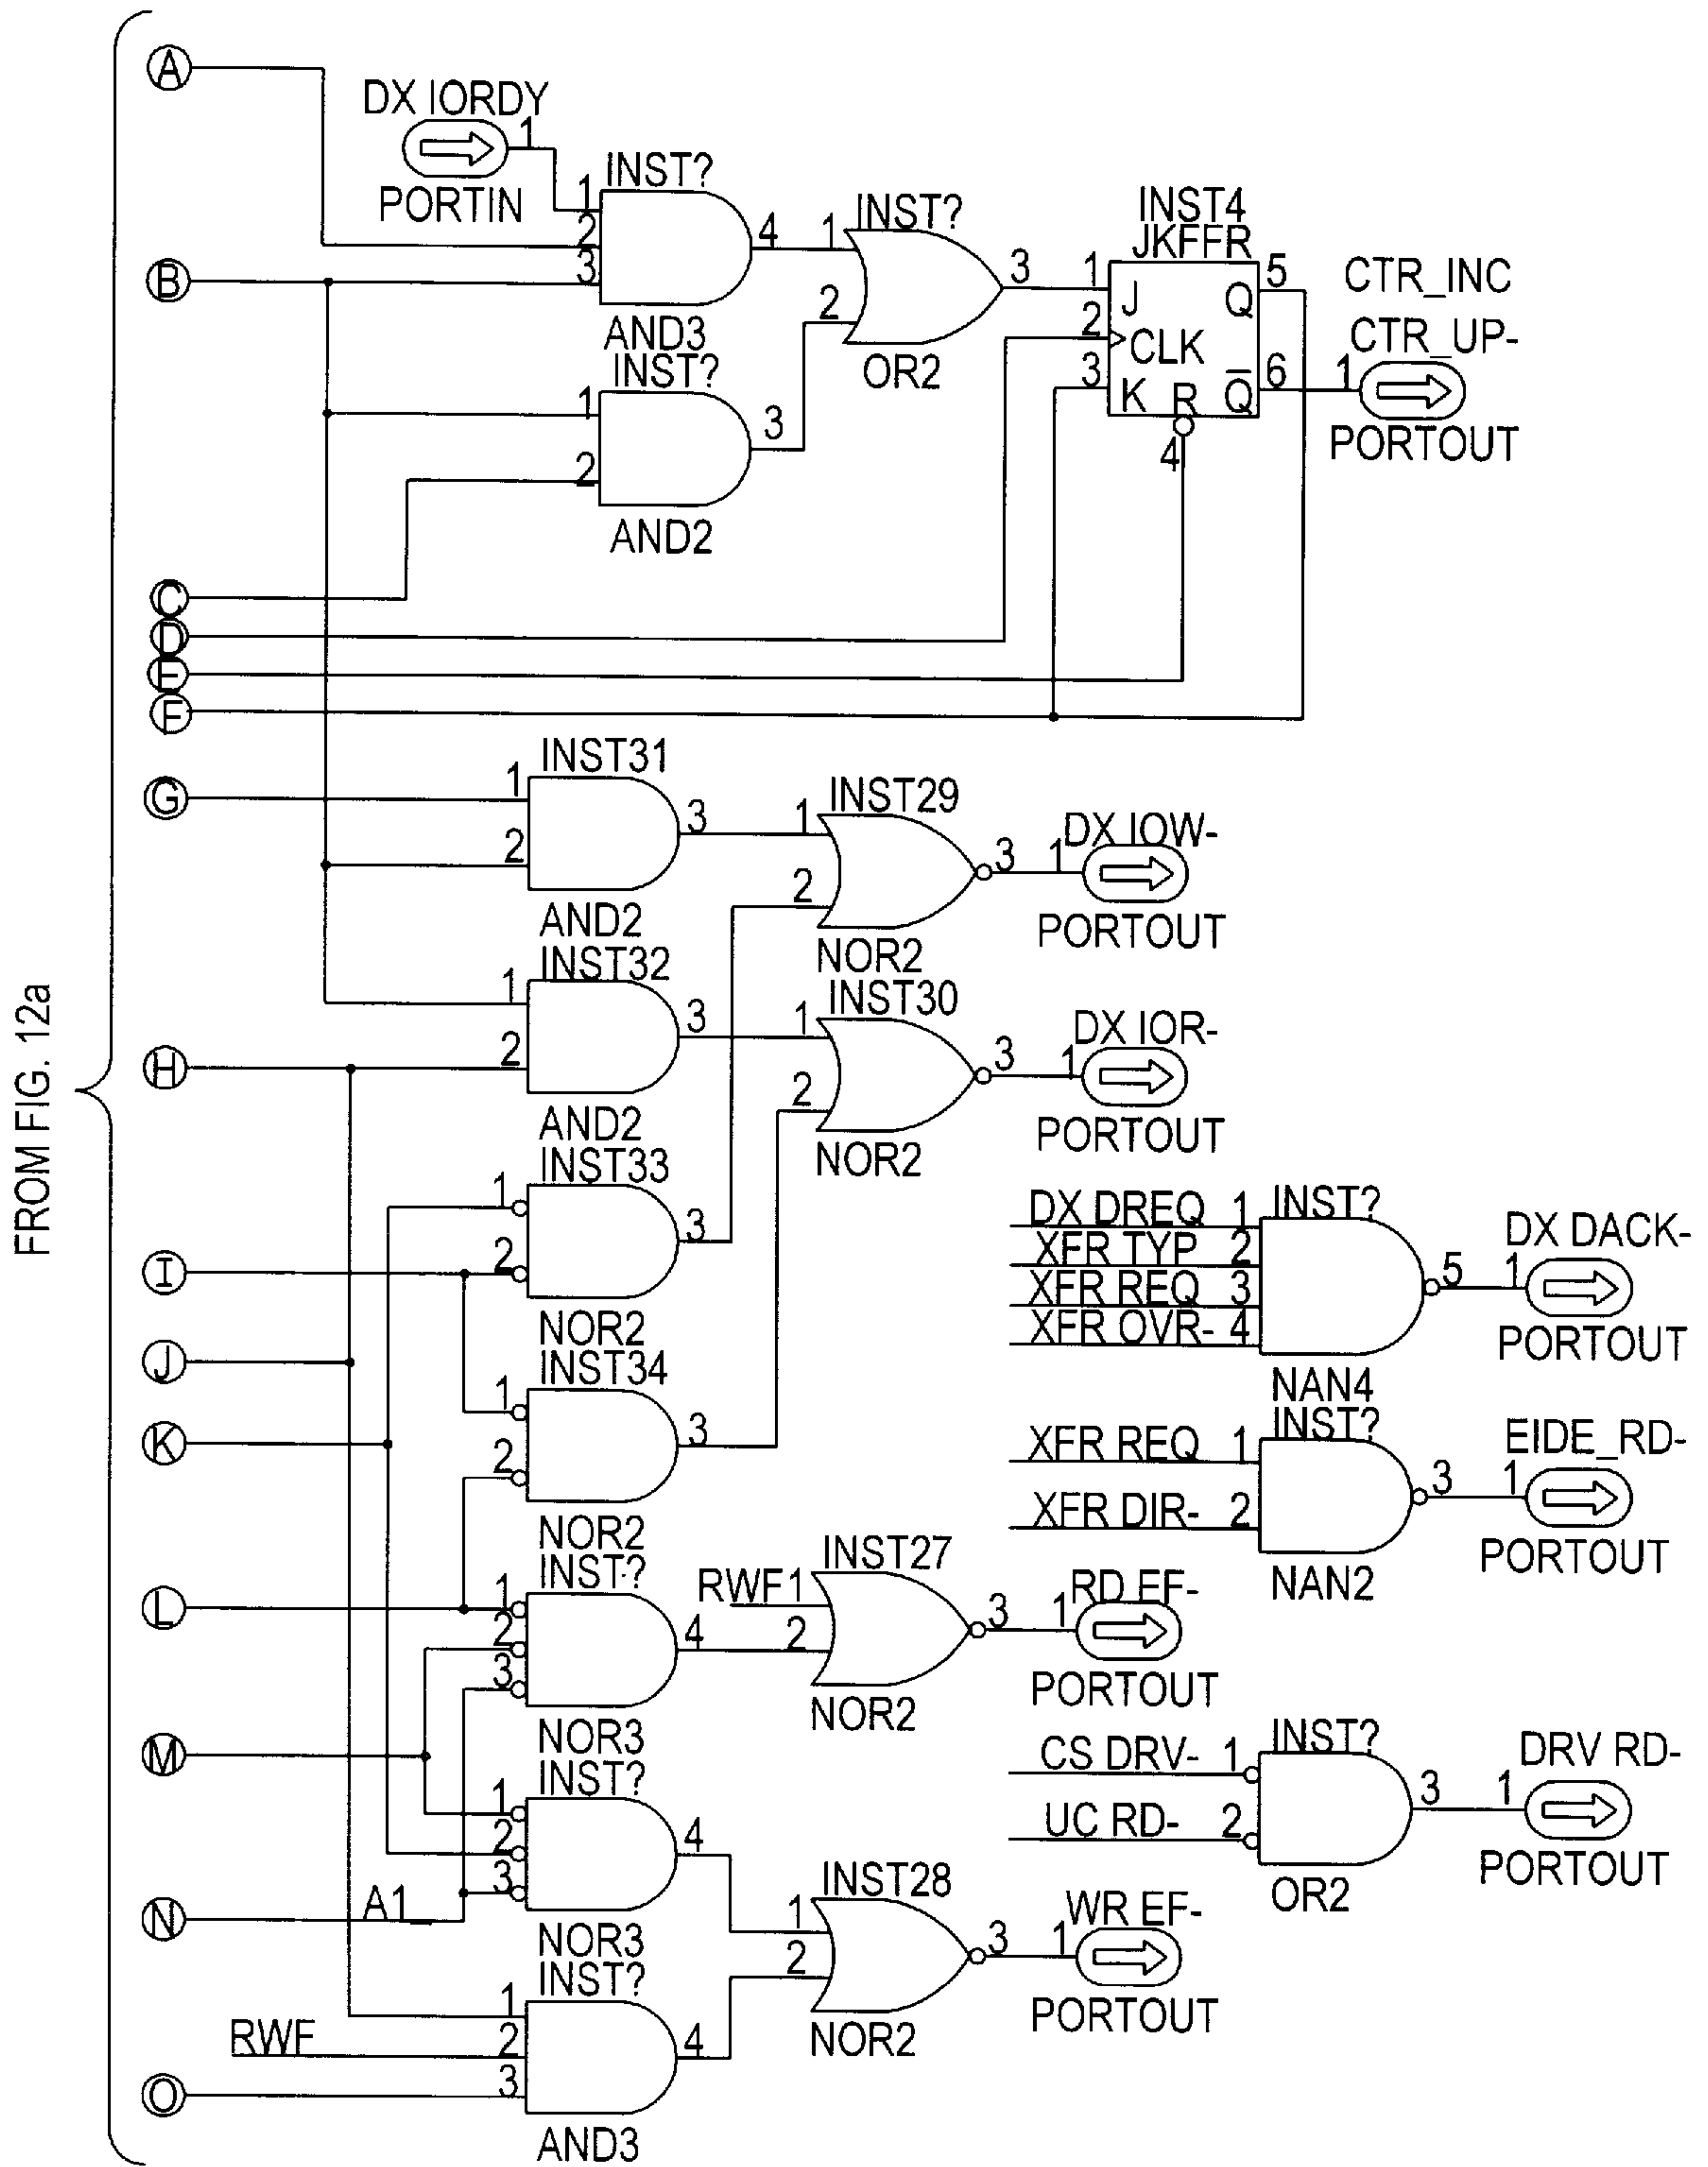 FROM FIG. 12a
A
DX IORDY
1
PORTIN
INST?
1
2
3
4
AND3
B
INST?
1
2
3
OR2
INST4
JKFFR
1
J
2
CLK
3
K
R
4
Q
5
Q̅
6
CTR_INC
CTR_UP-
1
PORTOUT
INST?
1
2
3
AND2
C
D
E
F
G
INST31
1
2
3
AND2
INST29
1
2
3
NOR2
1
DX IOW-
PORTOUT
H
INST32
1
2
3
AND2
INST30
1
2
3
NOR2
1
DX IOR-
PORTOUT
I
INST33
1
2
3
NOR2
J
K
INST34
1
2
3
NOR2
DX DREQ 1
XFR TYP 2
XFR REQ 3
XFR OVR- 4
INST?
5
NAN4
1
DX DACK-
PORTOUT
XFR REQ 1
XFR DIR- 2
INST?
3
NAN2
1
EIDE_RD-
PORTOUT
L
INST?
1
2
3
4
NOR3
RWF 1
2
INST27
3
NOR2
1
RD EF-
PORTOUT
M
INST?
1
2
3
4
NOR3
N
A1_
CS DRV- 1
UC RD- 2
INST?
3
OR2
1
DRV RD-
PORTOUT
INST28
1
2
3
NOR2
1
WR EF-
PORTOUT
INST?
1
RWF 2
3
4
AND3
O